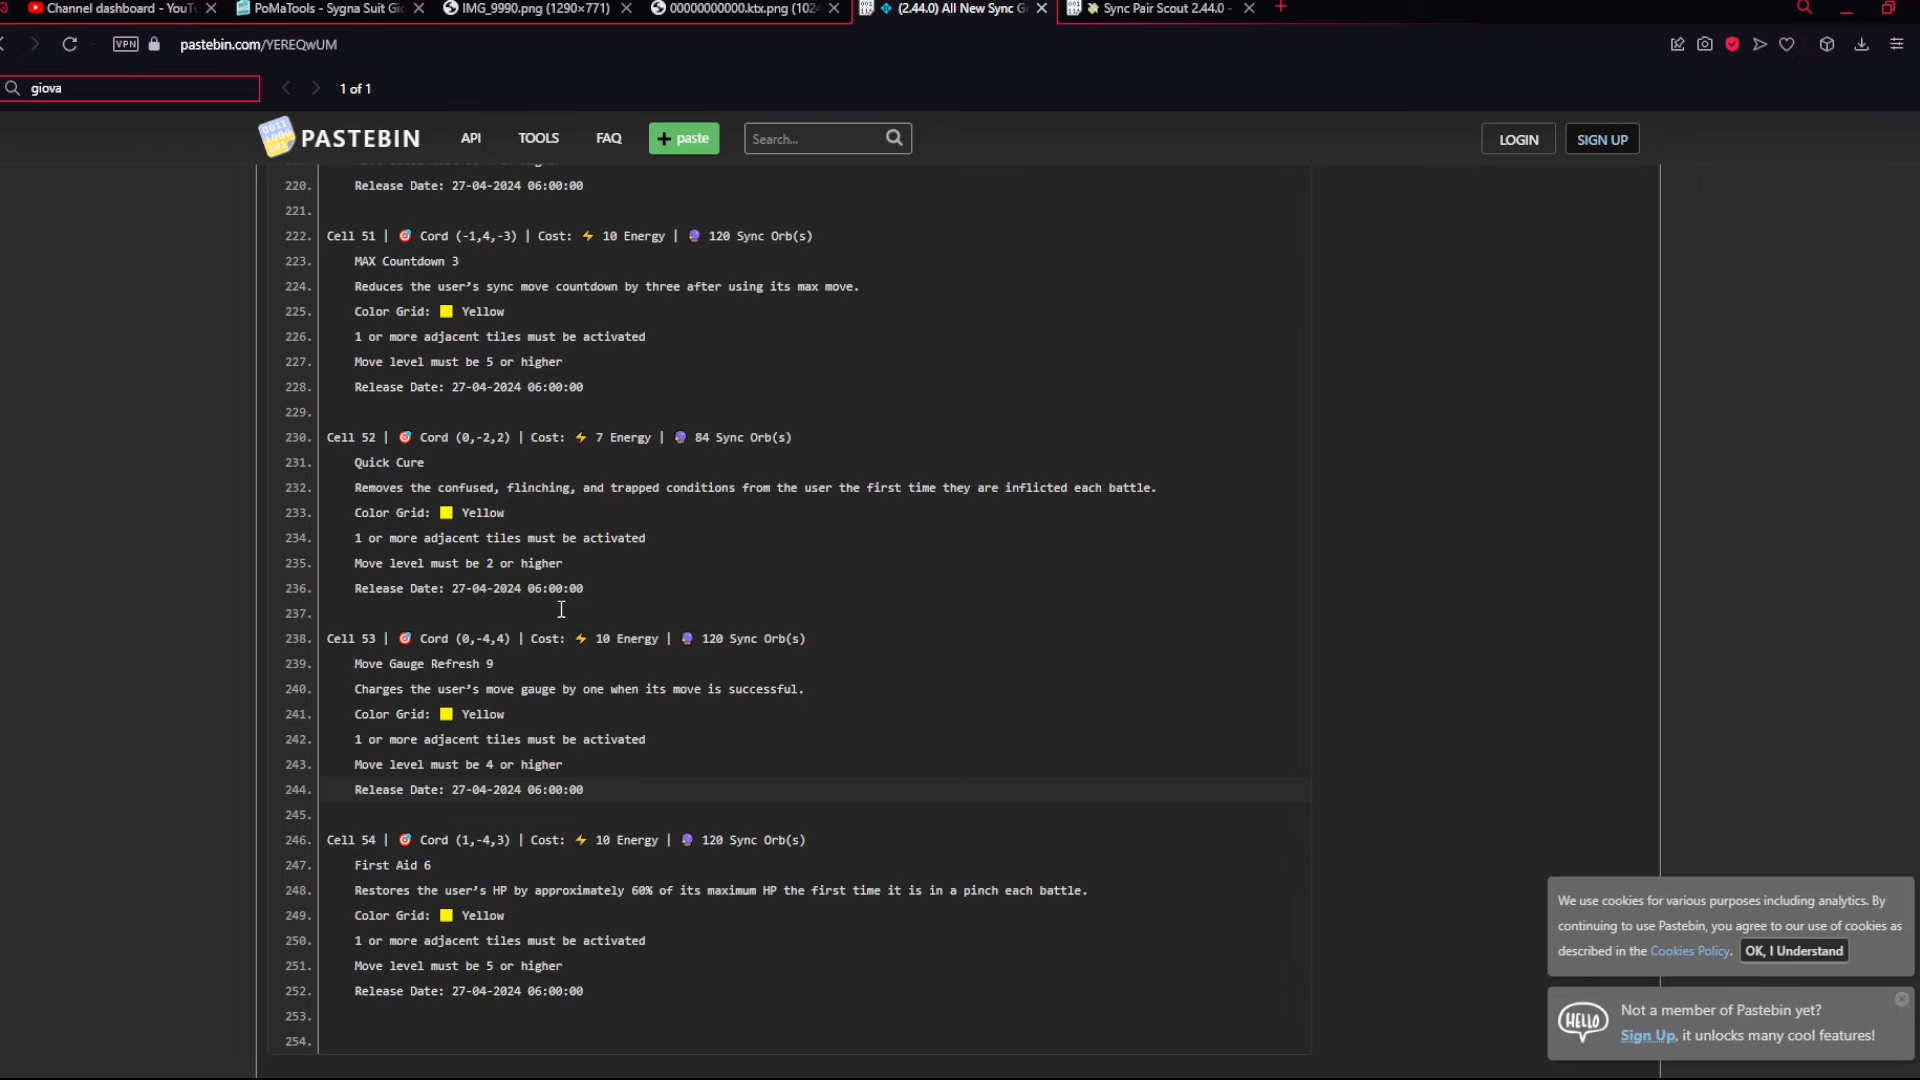 Channel dashboard - YouT
PoMaTools - Sygna Suit Gio
IMG_9990.png (1290×771)
00000000000.ktx.png (1024
(2.44.0) All New Sync G
Sync Pair Scout 2.44.0 -
VPN
pastebin.com/YEREQwUM
giova
1 of 1
PASTEBIN
API
TOOLS
FAQ
+ paste
Search...
LOGIN
SIGN UP
220. Release Date: 27-04-2024 06:00:00
221.
222. Cell 51 | 🎯 Cord (-1,4,-3) | Cost: ⚡ 10 Energy | 🔮 120 Sync Orb(s)
223. MAX Countdown 3
224. Reduces the user’s sync move countdown by three after using its max move.
225. Color Grid: 🟨 Yellow
226. 1 or more adjacent tiles must be activated
227. Move level must be 5 or higher
228. Release Date: 27-04-2024 06:00:00
229.
230. Cell 52 | 🎯 Cord (0,-2,2) | Cost: ⚡ 7 Energy | 🔮 84 Sync Orb(s)
231. Quick Cure
232. Removes the confused, flinching, and trapped conditions from the user the first time they are inflicted each battle.
233. Color Grid: 🟨 Yellow
234. 1 or more adjacent tiles must be activated
235. Move level must be 2 or higher
236. Release Date: 27-04-2024 06:00:00
237.
238. Cell 53 | 🎯 Cord (0,-4,4) | Cost: ⚡ 10 Energy | 🔮 120 Sync Orb(s)
239. Move Gauge Refresh 9
240. Charges the user’s move gauge by one when its move is successful.
241. Color Grid: 🟨 Yellow
242. 1 or more adjacent tiles must be activated
243. Move level must be 4 or higher
244. Release Date: 27-04-2024 06:00:00
245.
246. Cell 54 | 🎯 Cord (1,-4,3) | Cost: ⚡ 10 Energy | 🔮 120 Sync Orb(s)
247. First Aid 6
248. Restores the user’s HP by approximately 60% of its maximum HP the first time it is in a pinch each battle.
249. Color Grid: 🟨 Yellow
250. 1 or more adjacent tiles must be activated
251. Move level must be 5 or higher
252. Release Date: 27-04-2024 06:00:00
253.
254.
We use cookies for various purposes including analytics. By
continuing to use Pastebin, you agree to our use of cookies as
described in the Cookies Policy. OK, I Understand
HELLO
Not a member of Pastebin yet?
Sign Up, it unlocks many cool features!